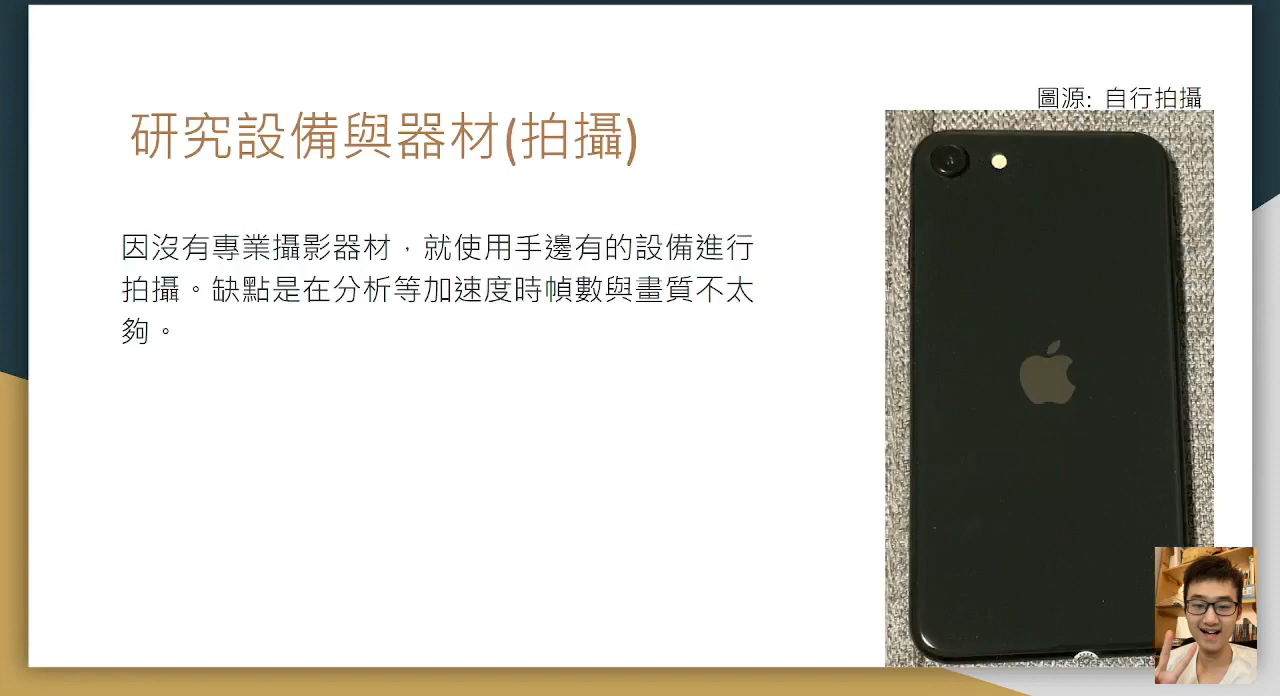 圖源: 自行拍攝
研究設備與器材(拍攝)
因沒有專業攝影器材，就使用手邊有的設備進行
拍攝。缺點是在分析等加速度時幀數與畫質不太
夠。